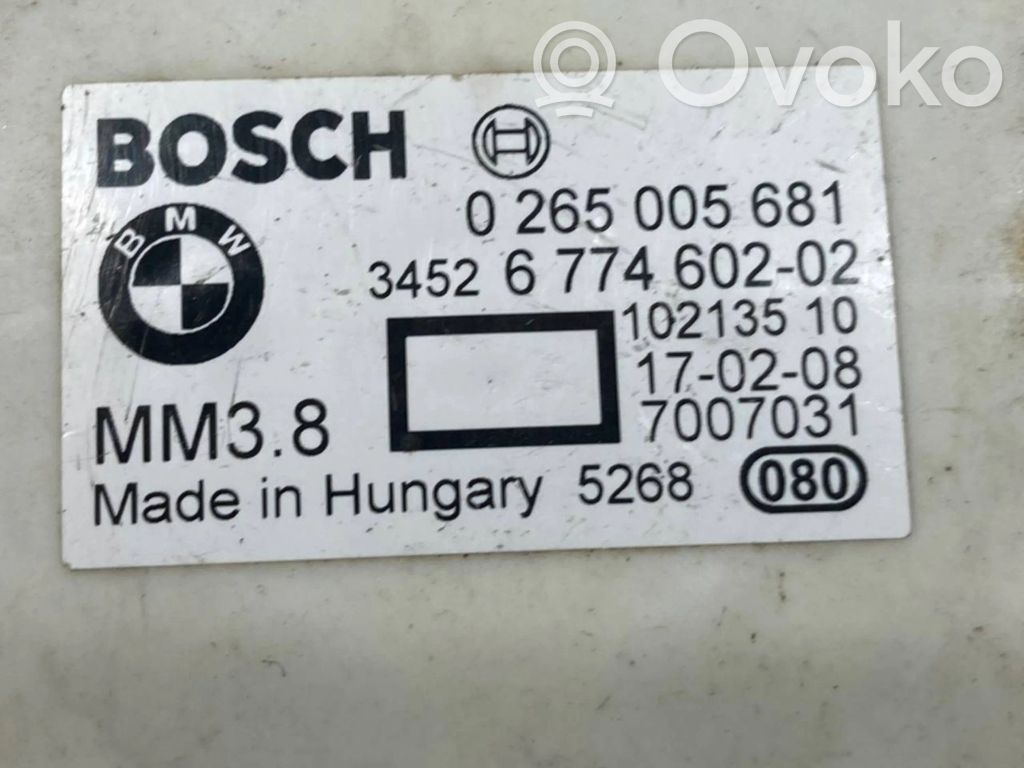 Ovoko
BOSCH
0 265 005 681
BMW
3452 6 774 602-02
102135 10
17-02-08
MM3.8
7007031
Made in Hungary 5268 080